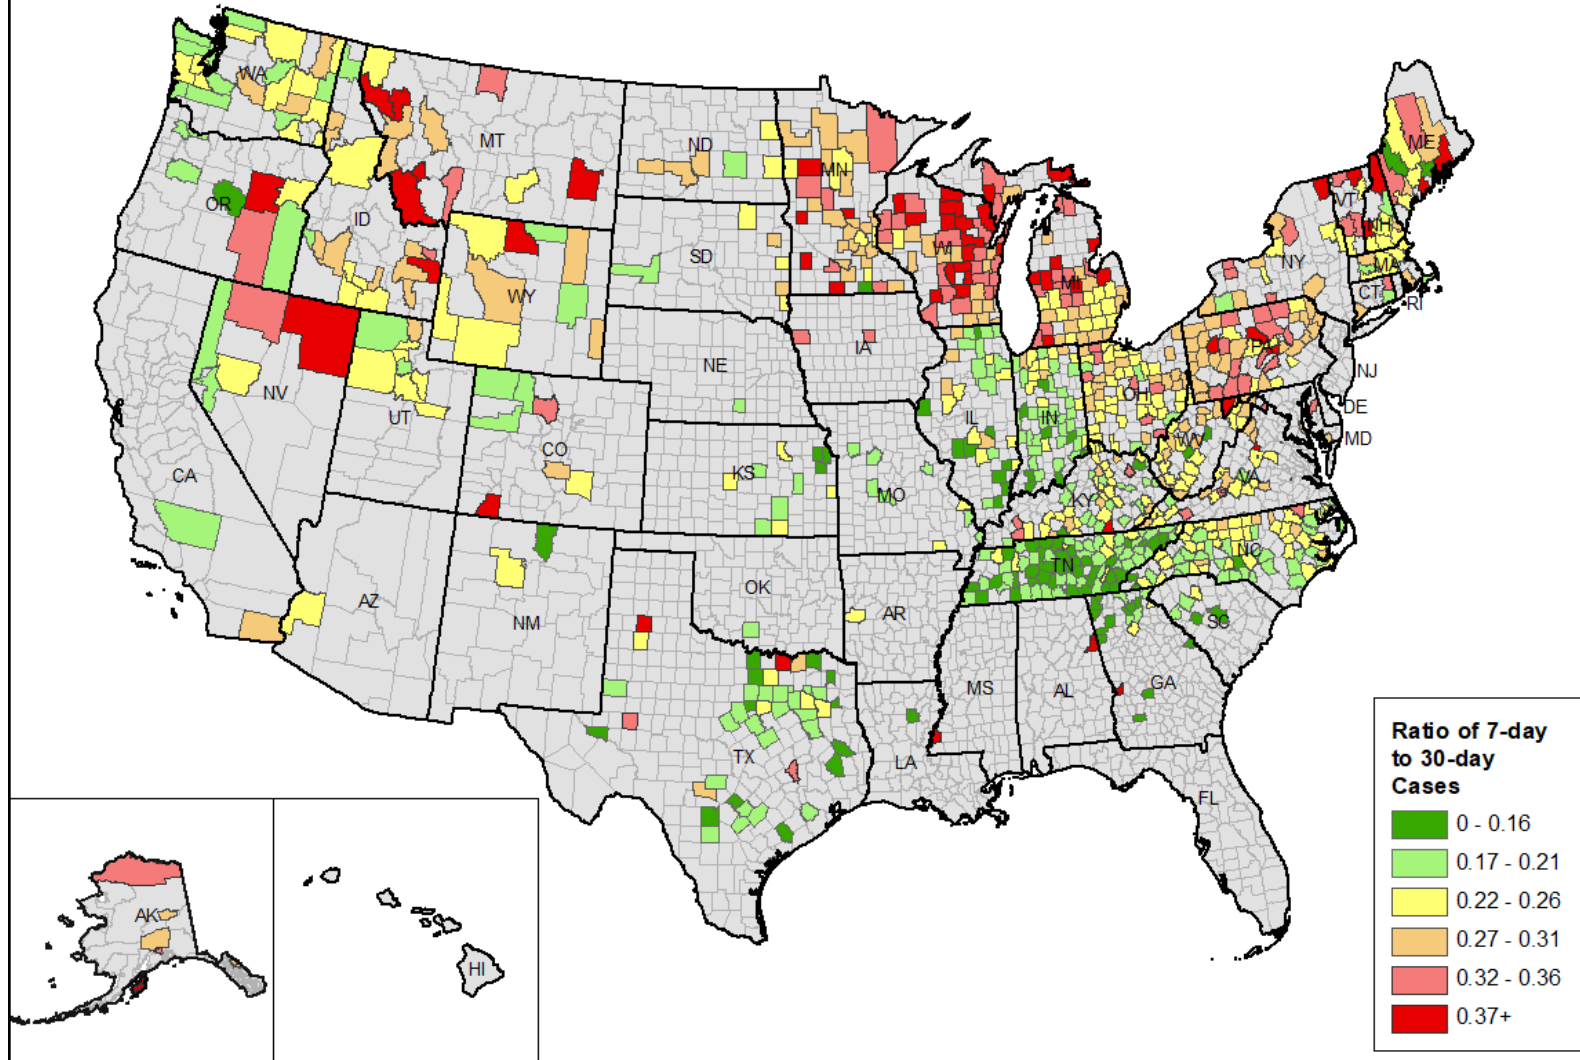 WA
MT
ND
MN
ME
VT
NH
OR
ID
WI
NY
MA
SD
WY
MI
CT
RI
IA
PA
NE
NJ
NV
UT
IL
IN
OH
DE
CO
MD
CA
KS
MO
WV
KY
VA
NC
TN
OK
AZ
NM
AR
SC
MS
AL
GA
TX
LA
FL
AK
HI
Ratio of 7-day
to 30-day
Cases
0 - 0.16
0.17 - 0.21
0.22 - 0.26
0.27 - 0.31
0.32 - 0.36
0.37+